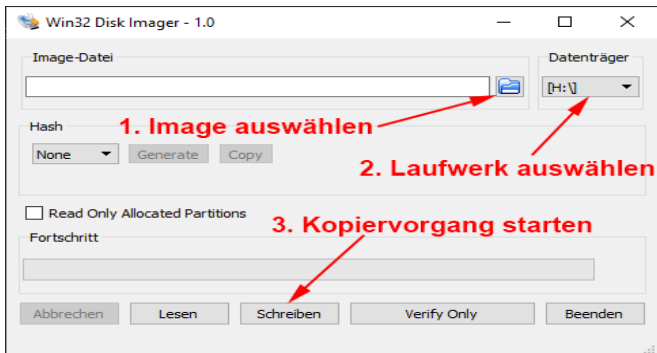 Win32 Disk Imager - 1.0
Image-Datei
Datenträger
[H:\]
1. Image auswählen
Hash
None
Generate
Copy
2. Laufwerk auswählen
Read Only Allocated Partitions
3. Kopiervorgang starten
Fortschritt
Abbrechen
Lesen
Schreiben
Verify Only
Beenden